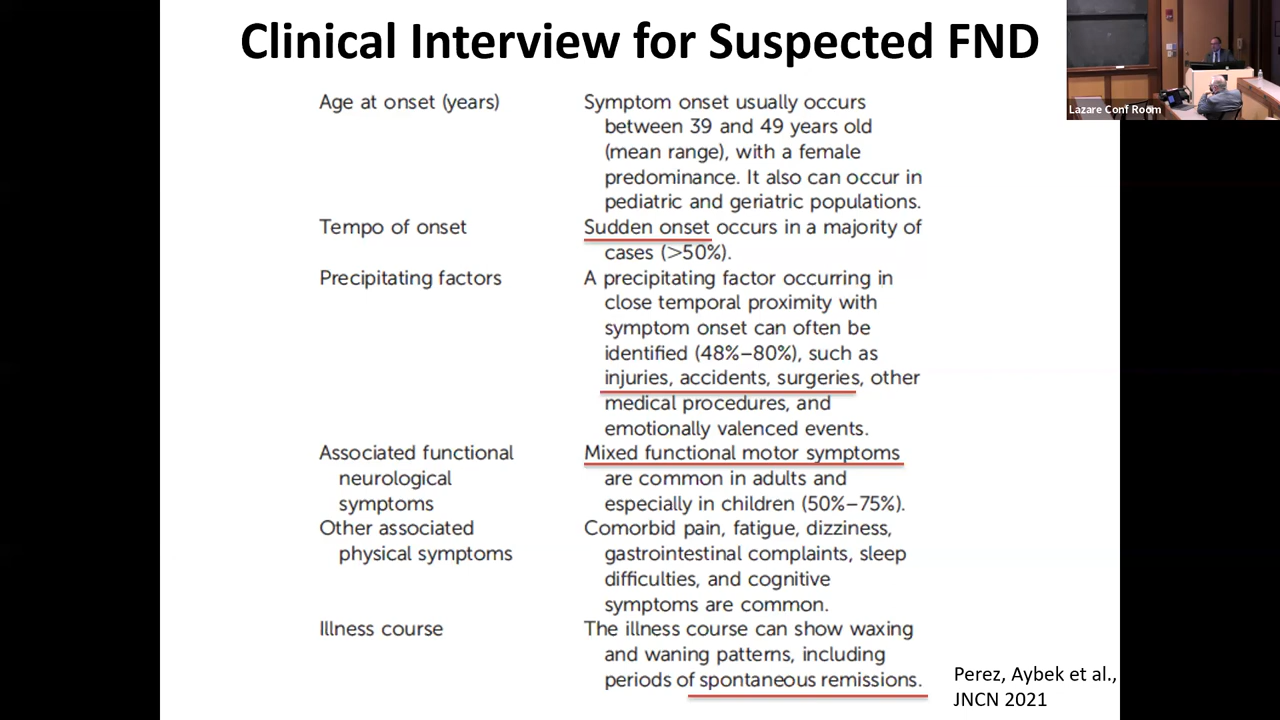 Clinical Interview for Suspected FND
Lazare Conf Room
Age at onset (years)
Symptom onset usually occurs
between 39 and 49 years old
(mean range), with a female
predominance. It also can occur in
pediatric and geriatric populations.
Tempo of onset
Sudden onset occurs in a majority of
cases (>50%).
Precipitating factors
A precipitating factor occurring in
close temporal proximity with
symptom onset can often be
identified (48%–80%), such as
injuries, accidents, surgeries, other
medical procedures, and
emotionally valenced events.
Associated functional
neurological
symptoms
Mixed functional motor symptoms
are common in adults and
especially in children (50%–75%).
Other associated
physical symptoms
Comorbid pain, fatigue, dizziness,
gastrointestinal complaints, sleep
difficulties, and cognitive
symptoms are common.
Illness course
The illness course can show waxing
and waning patterns, including
periods of spontaneous remissions.
Perez, Aybek et al.,
JNCN 2021